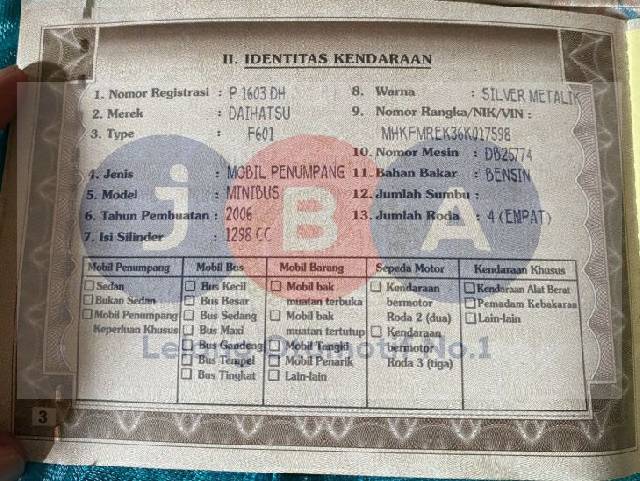 II. IDENTITAS KENDARAAN
1. Nomor Registrasi : P 1603 DH
2. Merek : DAIHATSU
3. Type : F601
4. Jenis : MOBIL PENUMPANG
5. Model : MINIBUS
6. Tahun Pembuatan : 2006
7. Isi Silinder : 1298 CC
8. Warna : SILVER METALIK
9. Nomor Rangka/NIK/VIN :
MHKFMREK36K017598
10. Nomor Mesin : DB25774
11. Bahan Bakar : BENSIN
12. Jumlah Sumbu :
13. Jumlah Roda : 4 (EMPAT)
jBA
Lelang Otomotif No.1
Mobil Penumpang
Sedan
Bukan Sedan
Mobil Penumpang
Keperluan Khusus
Mobil Bus
Bus Kecil
Bus Besar
Bus Sedang
Bus Maxi
Bus Gandeng
Bus Tempel
Bus Tingkat
Mobil Barang
Mobil bak
muatan terbuka
Mobil bak
muatan tertutup
Mobil Tangki
Mobil Penarik
Lain-lain
Sepeda Motor
Kendaraan
bermotor
Roda 2 (dua)
Kendaraan
bermotor
Roda 3 (tiga)
Kendaraan Khusus
Kendaraan Alat Berat
Pemadam Kebakaran
Lain-lain
3